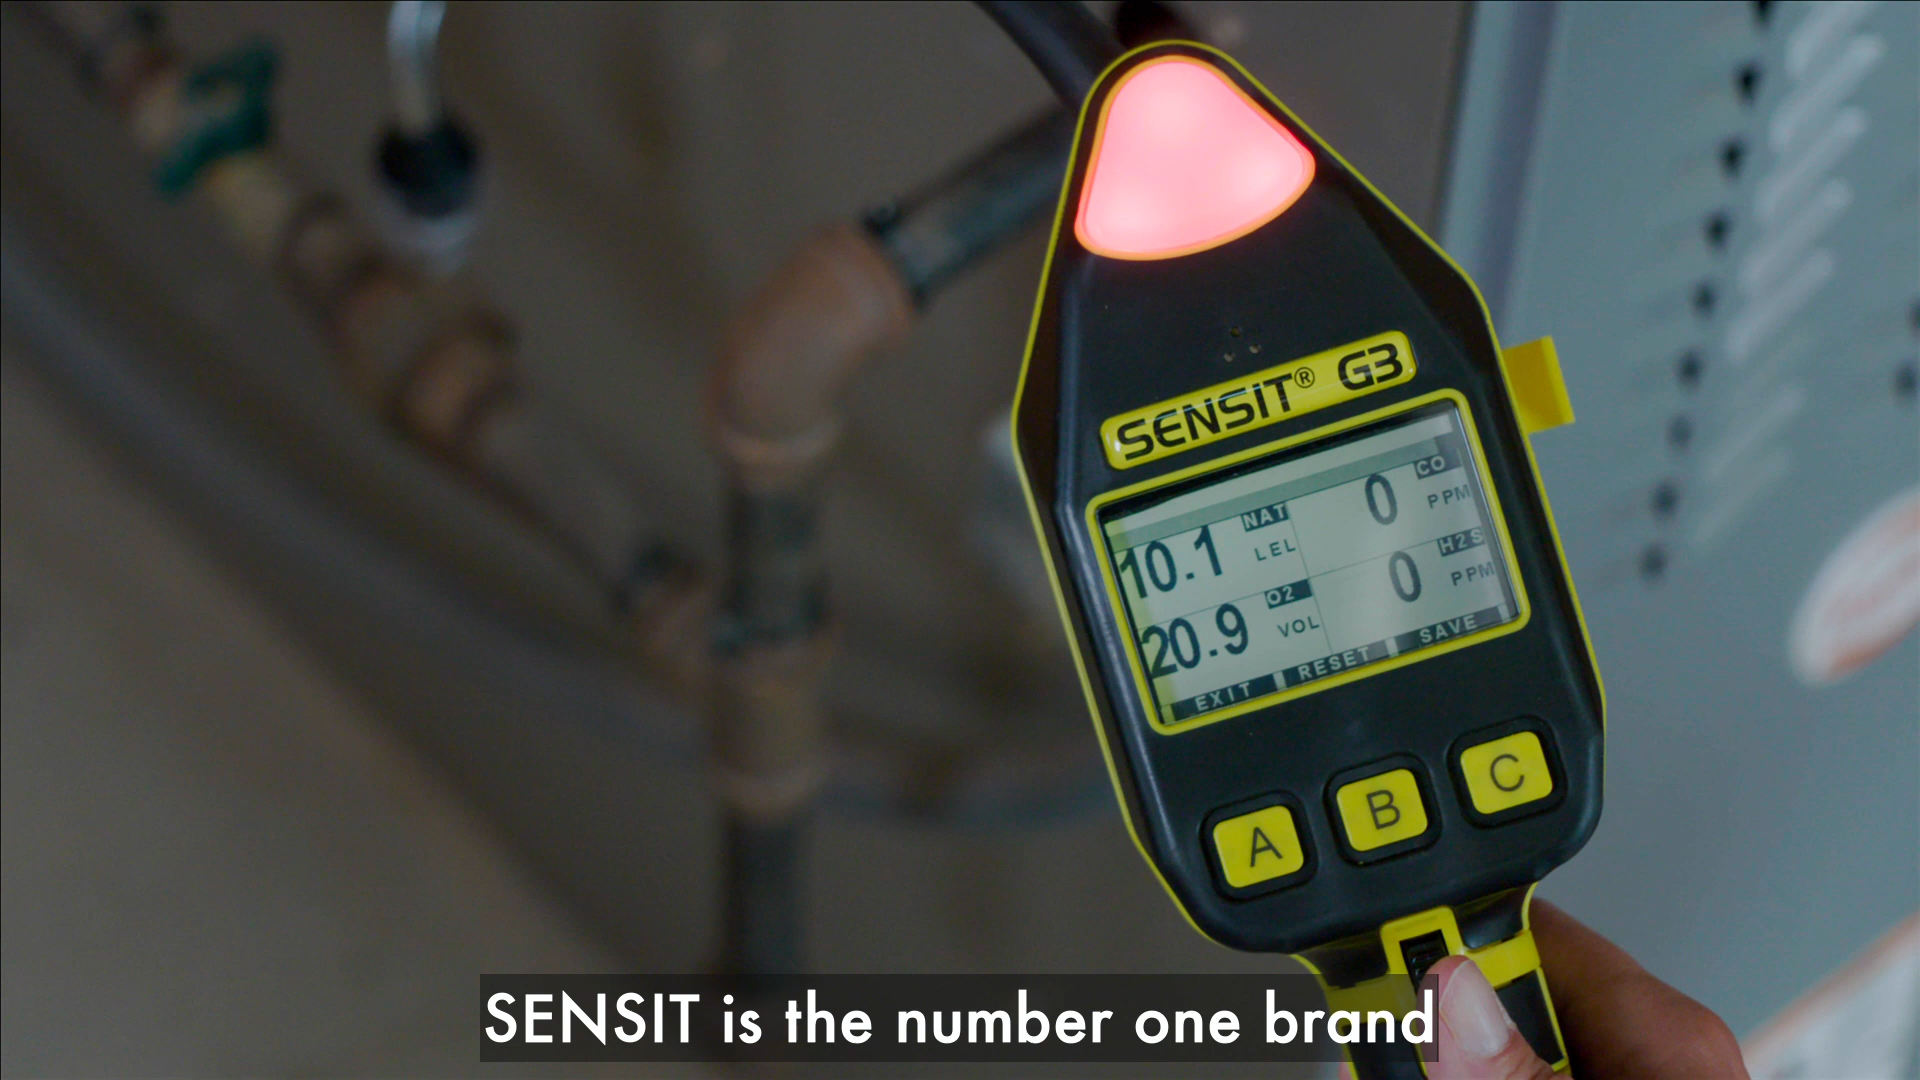 SENSIT® G3
NAT
10.1 LEL
CO
0 PPM
O2
20.9 VOL
H2S
0 PPM
EXIT RESET SAVE
A B C
SENSIT is the number one brand